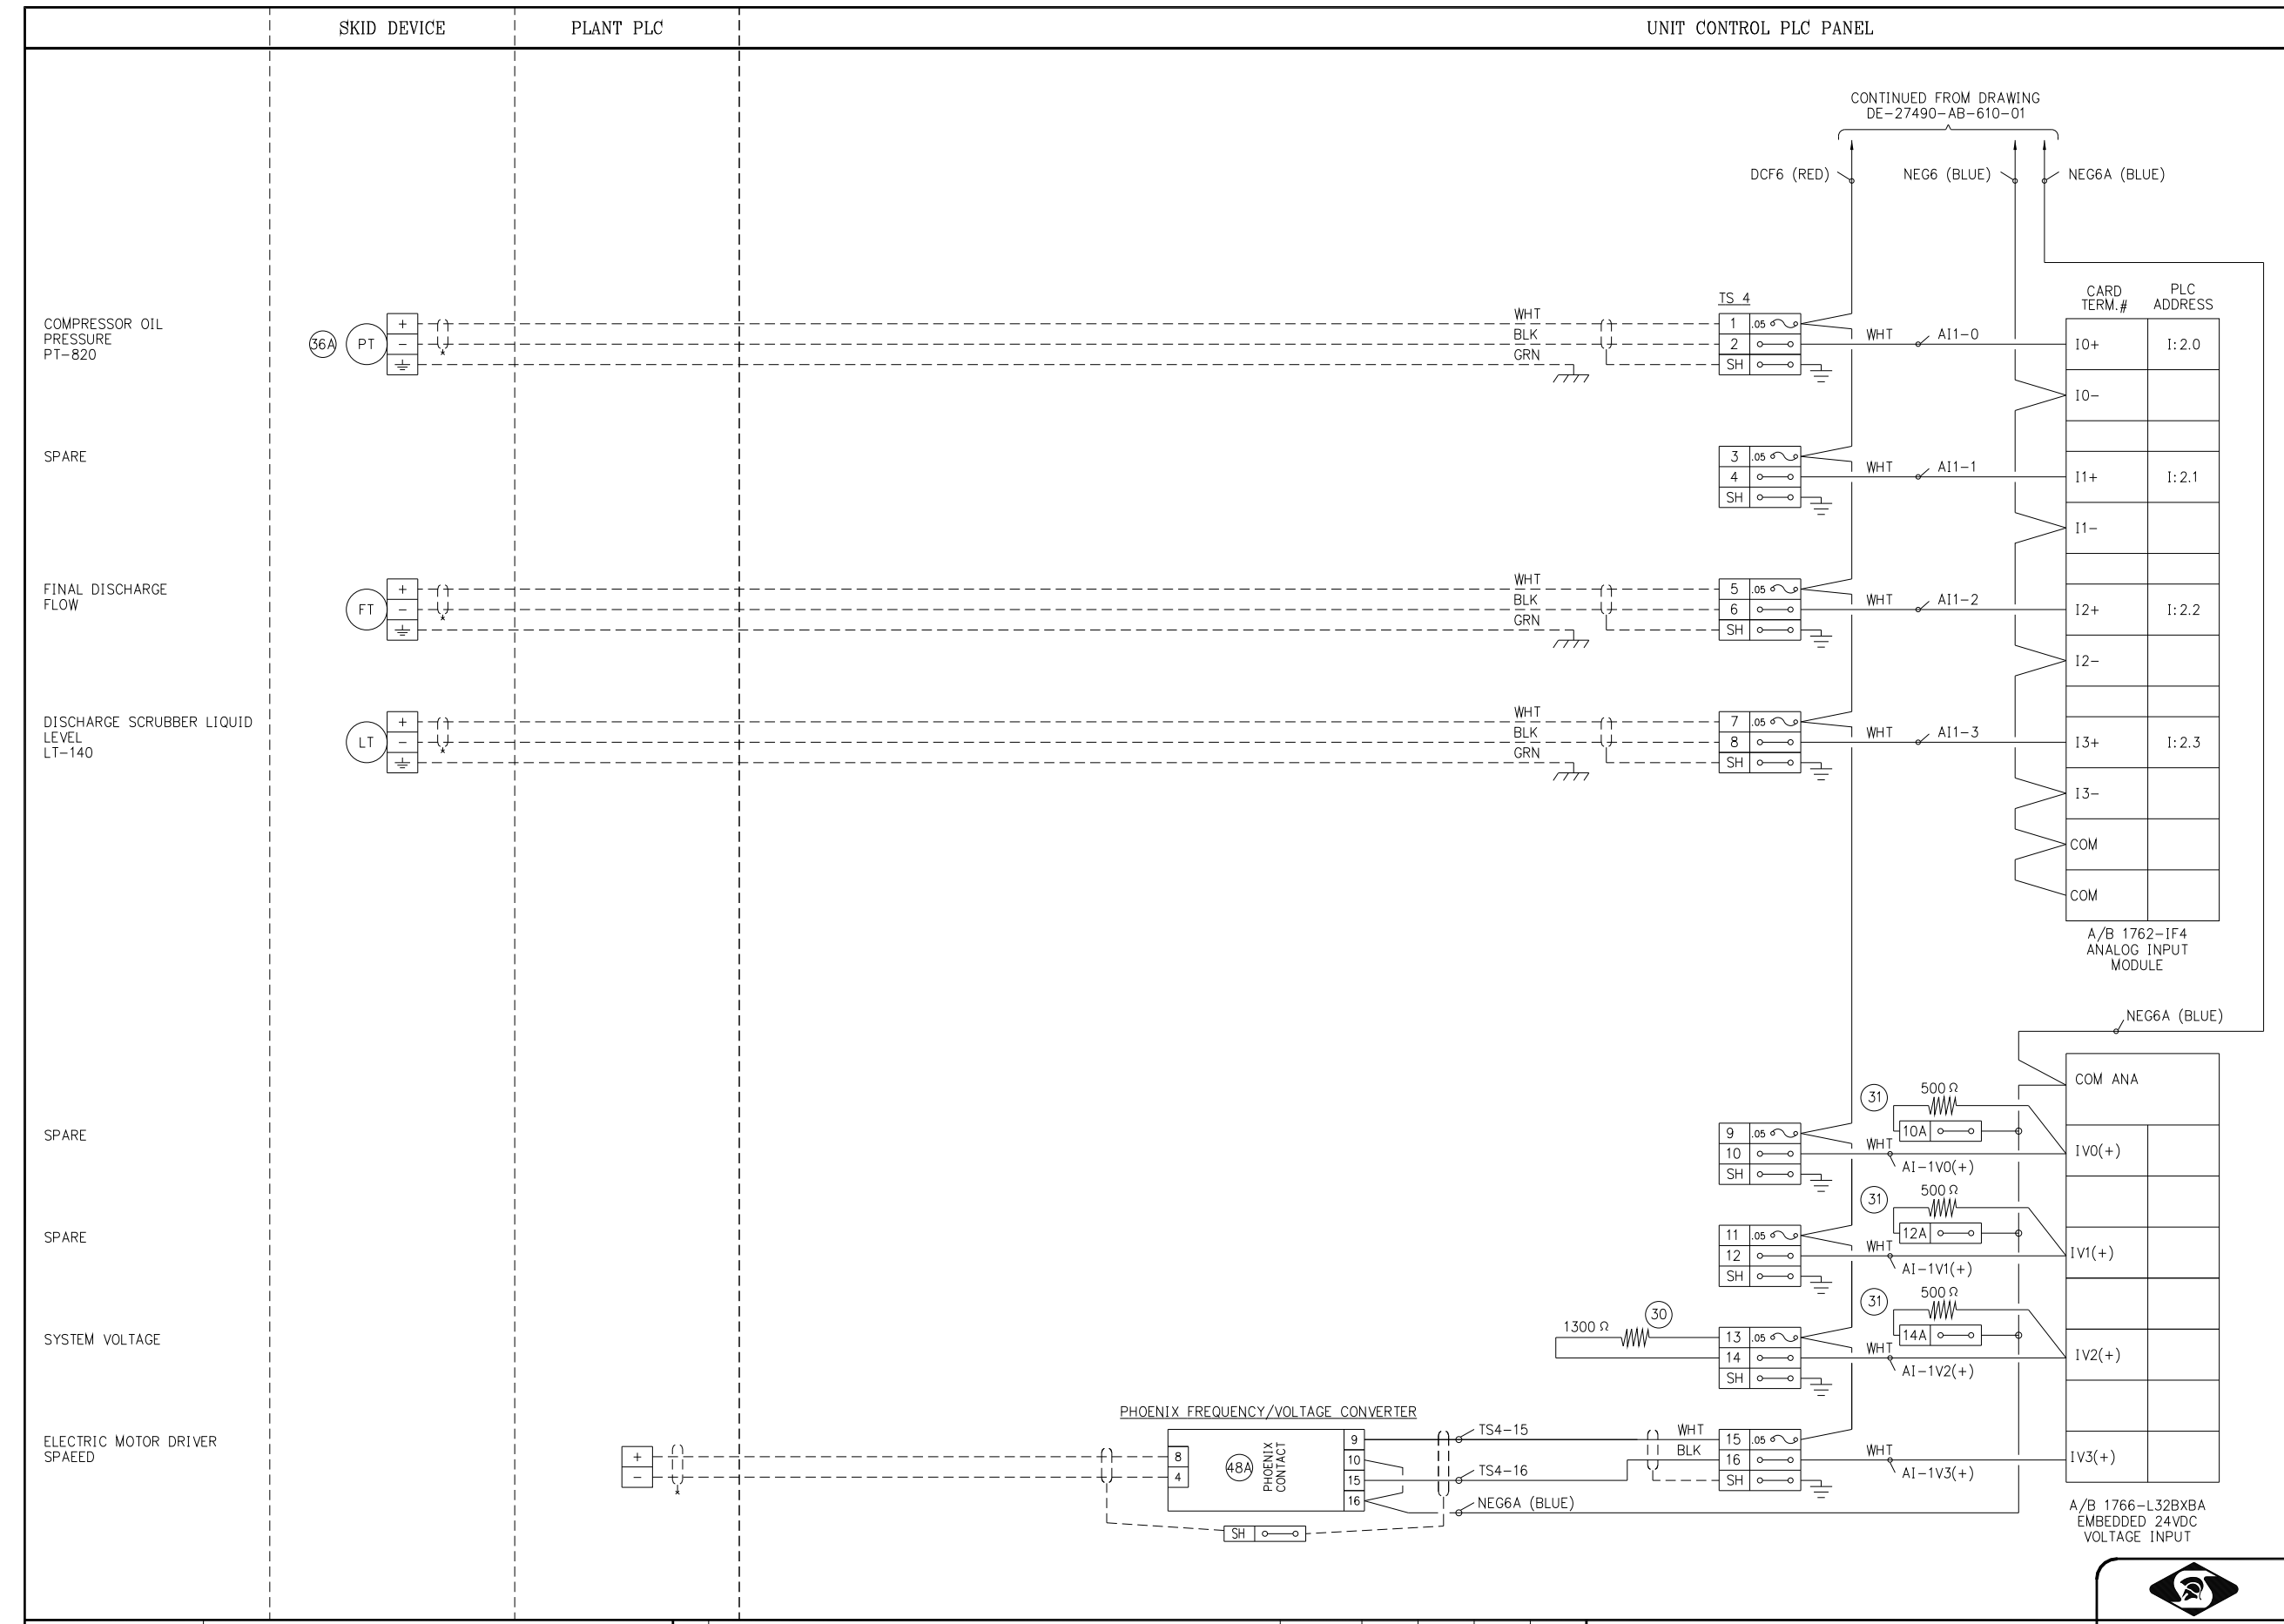 SKID DEVICE
PLANT PLC
UNIT CONTROL PLC PANEL
CONTINUED FROM DRAWING
DE-27490-AB-610-01
DCF6 (RED)
NEG6 (BLUE)
NEG6A (BLUE)
CARD
TERM.#
PLC
ADDRESS
COMPRESSOR OIL
PRESSURE
PT-820
36A
PT
+
-
WHT
BLK
GRN
TS 4
1 .05
2
SH
WHT
AI1-0
I0+
I:2.0
I0-
SPARE
3 .05
4
SH
WHT
AI1-1
I1+
I:2.1
I1-
FINAL DISCHARGE
FLOW
FT
+
-
WHT
BLK
GRN
5 .05
6
SH
WHT
AI1-2
I2+
I:2.2
I2-
DISCHARGE SCRUBBER LIQUID
LEVEL
LT-140
LT
+
-
WHT
BLK
GRN
7 .05
8
SH
WHT
AI1-3
I3+
I:2.3
I3-
COM
COM
A/B 1762-IF4
ANALOG INPUT
MODULE
NEG6A (BLUE)
COM ANA
SPARE
9 .05
10
SH
31
500 Ω
10A
WHT
AI-1V0(+)
IV0(+)
SPARE
11 .05
12
SH
31
500 Ω
12A
WHT
AI-1V1(+)
IV1(+)
SYSTEM VOLTAGE
1300 Ω
30
13 .05
14
SH
31
500 Ω
14A
WHT
AI-1V2(+)
IV2(+)
ELECTRIC MOTOR DRIVER
SPAEED
+
-
PHOENIX FREQUENCY/VOLTAGE CONVERTER
8
4
48A
PHOENIX
CONTACT
9
10
15
16
TS4-15
TS4-16
NEG6A (BLUE)
SH
WHT
BLK
15 .05
16
SH
WHT
AI-1V3(+)
IV3(+)
A/B 1766-L32BXBA
EMBEDDED 24VDC
VOLTAGE INPUT